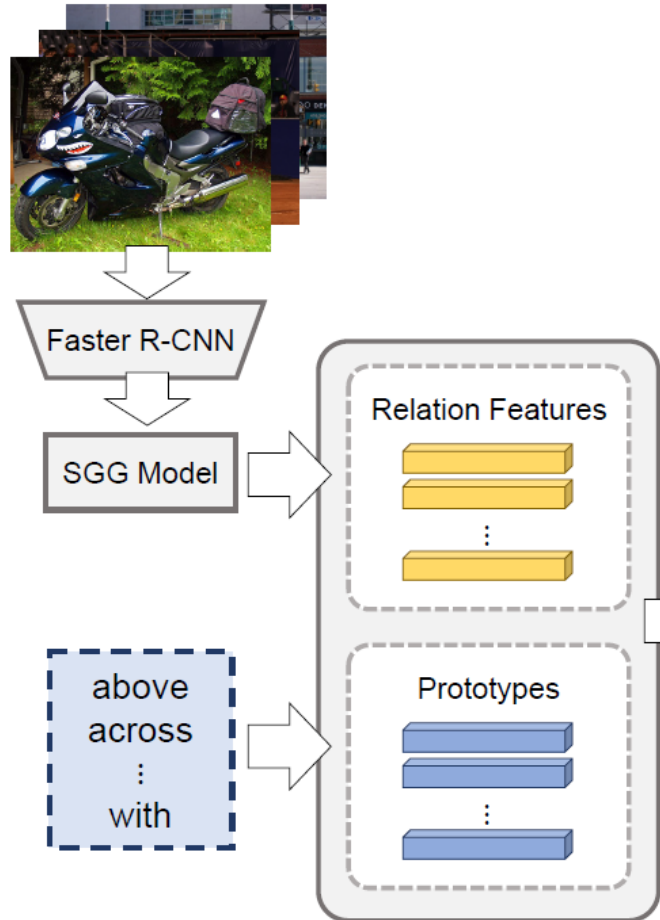 Faster R-CNN
SGG Model
Relation Features
⋮
above
across
⋮
with
Prototypes
⋮